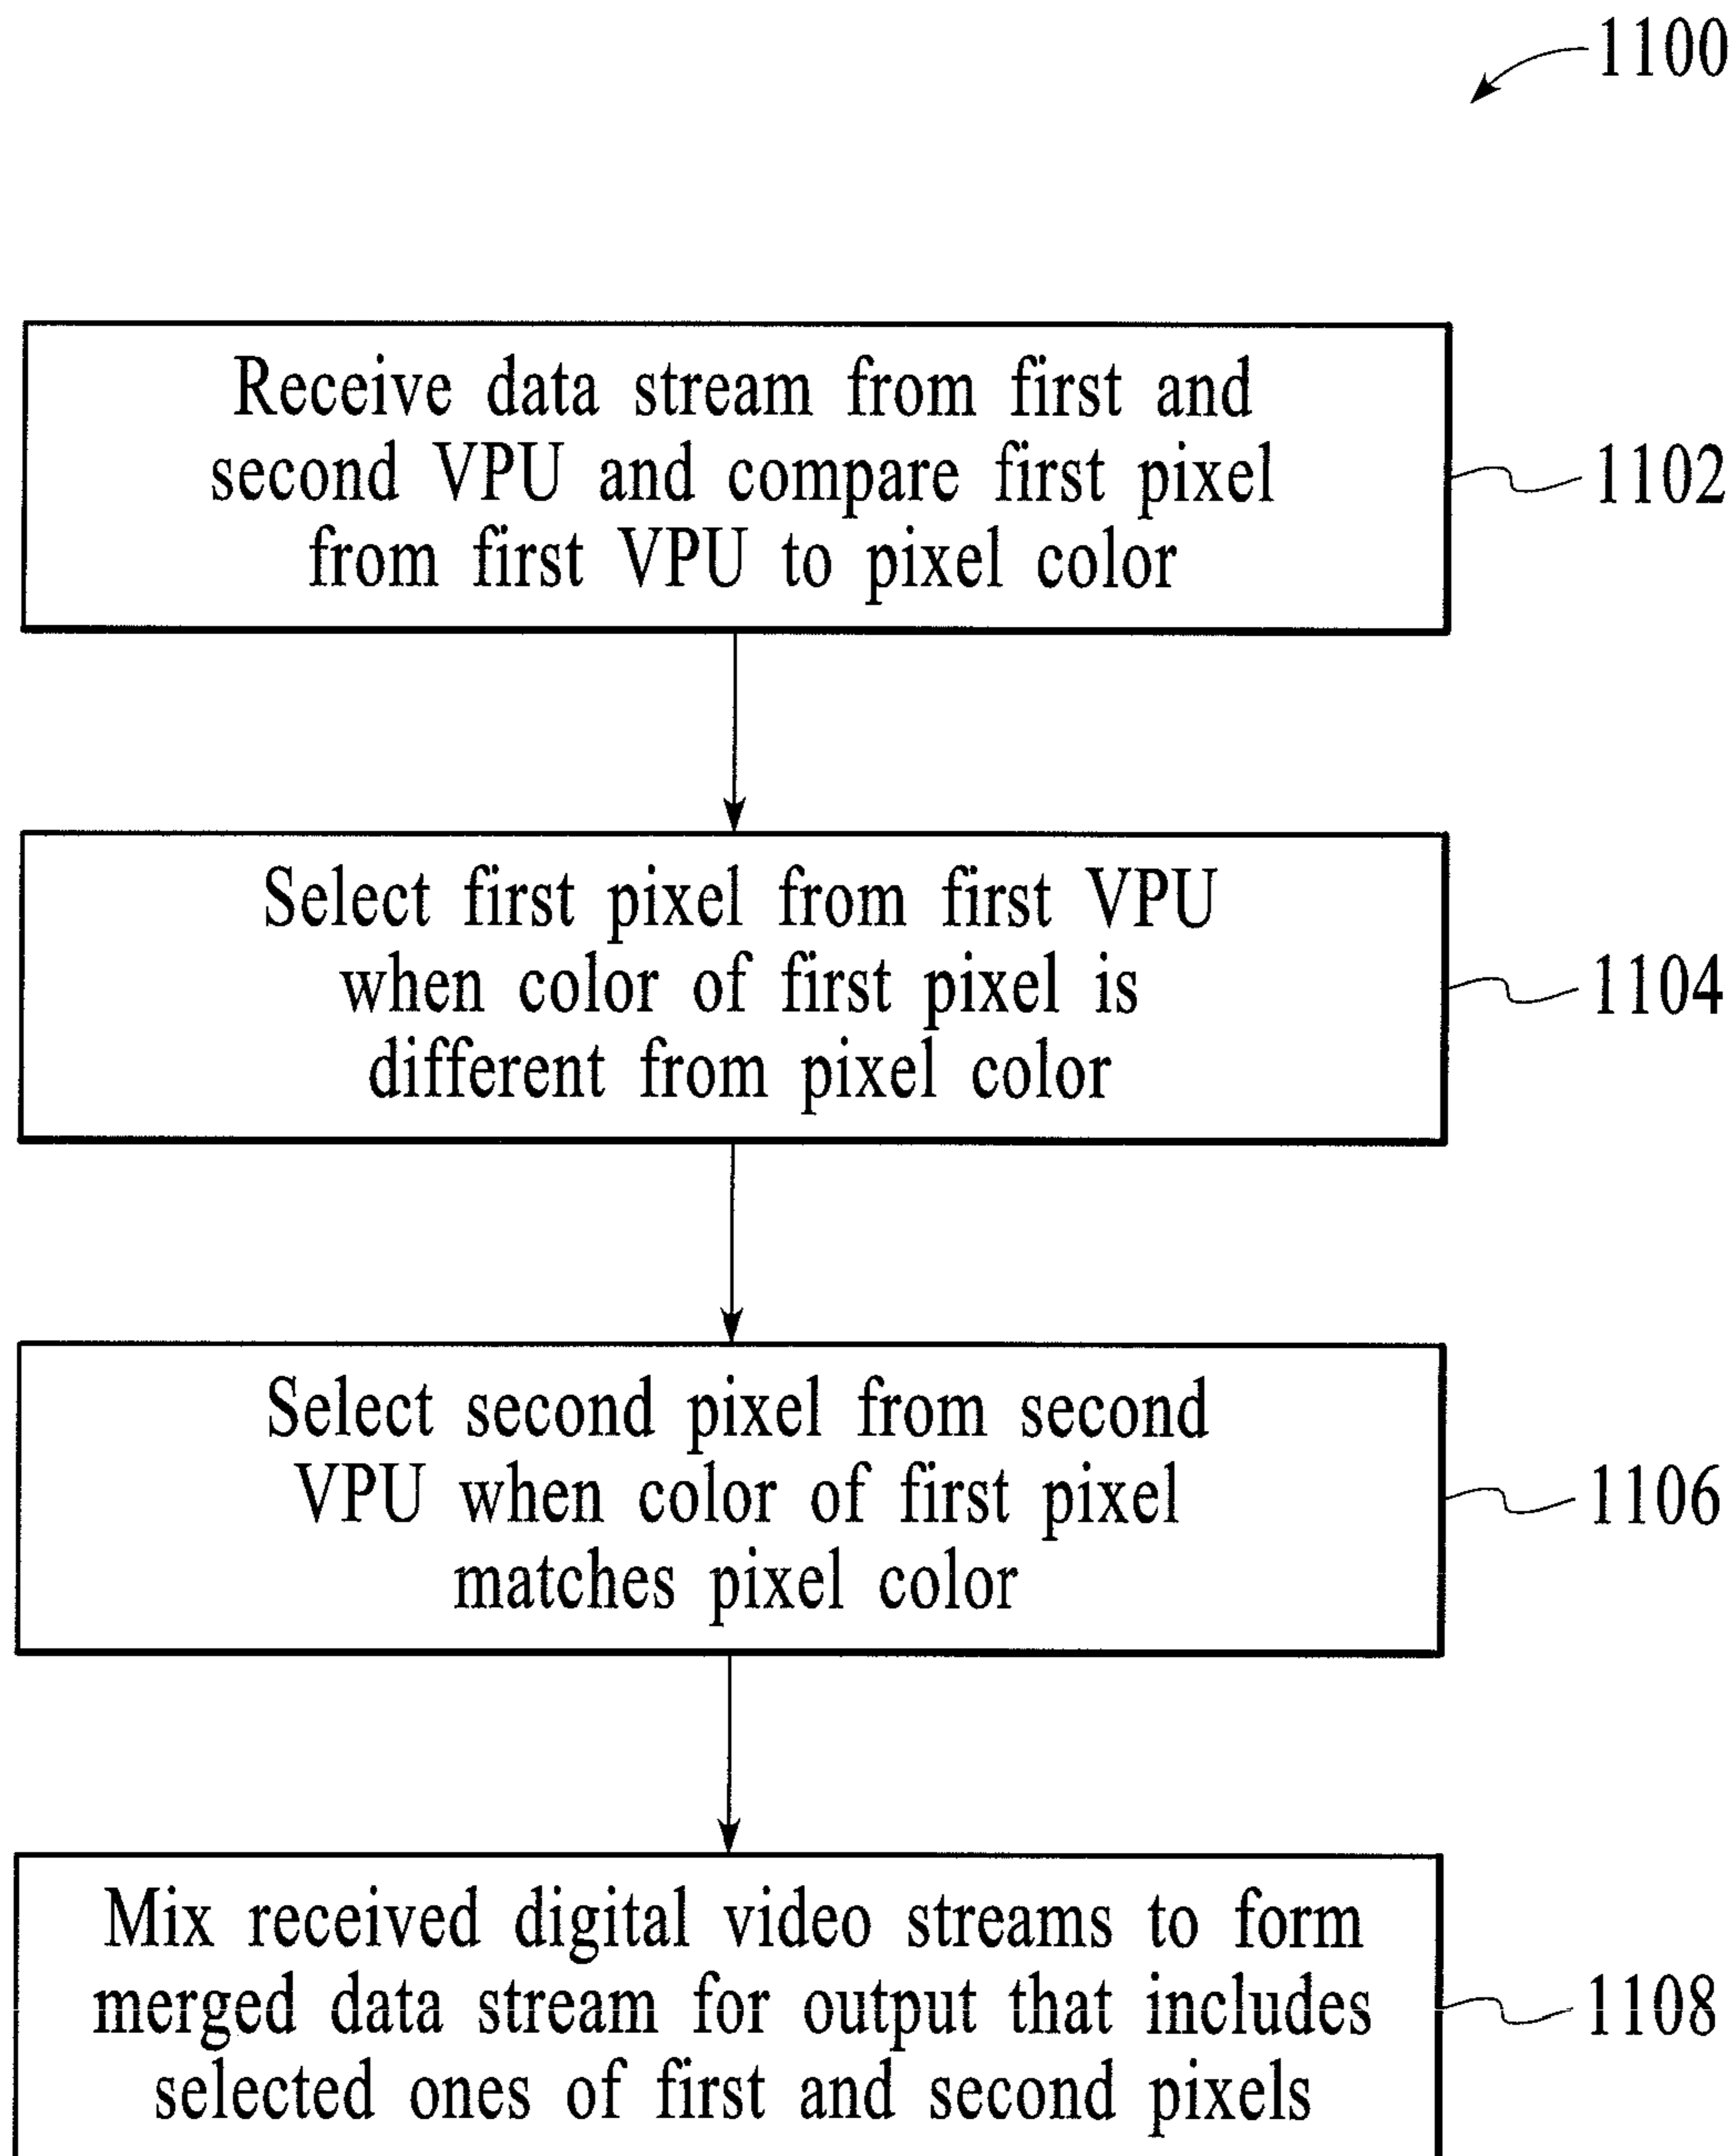 1100
Receive data stream from first and
second VPU and compare first pixel
from first VPU to pixel color
1102
Select first pixel from first VPU
when color of first pixel is
different from pixel color
1104
Select second pixel from second
VPU when color of first pixel
matches pixel color
1106
Mix received digital video streams to form
merged data stream for output that includes
selected ones of first and second pixels
1108